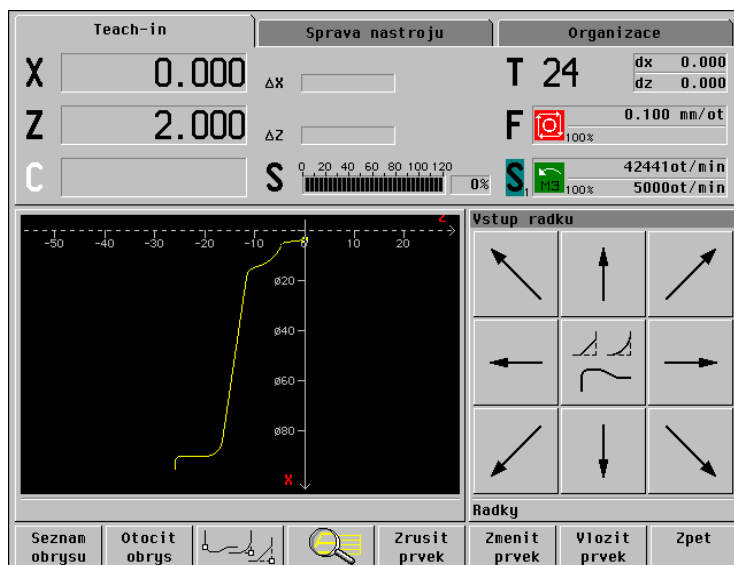 Teach-in Sprava nastroju Organizace
X 0.000 ΔX T 24 dx 0.000
dz 0.000
Z 2.000 ΔZ F 100% 0.100 mm/ot
C S 0 20 40 60 80 100 120 0% S1 M3 100% 42441ot/min
5000ot/min
Z
-50 -40 -30 -20 -10 0 10 20
ø20
ø40
ø60
ø80
X
Vstup radku
Radky
Seznam obrysu
Otocit obrys
Zrusit prvek
Zmenit prvek
Vlozit prvek
Zpet